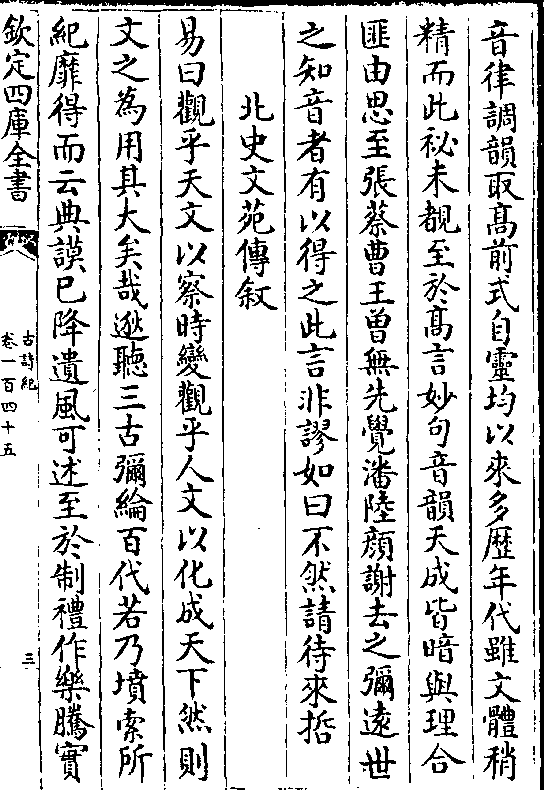 音律調韻取髙前式自靈均以來多歴年代雖文體稍
精而此祕未覩至於髙言妙句音韻天成皆暗與理合
匪由思至張蔡曹王曽無先覺潘陸顔謝去之彌逺世
之知音者有以得之此言非謬如曰不然請待來哲
北史文苑傳叙
易曰觀乎天文以察時變觀乎人文以化成天下然則
文之為用其大矣哉逖聽三古彌綸百代若乃墳索所
紀靡得而云典謨已降遺風可述至於制禮作樂騰實
欽定四庫全書
古詩紀
卷一百四十五
三